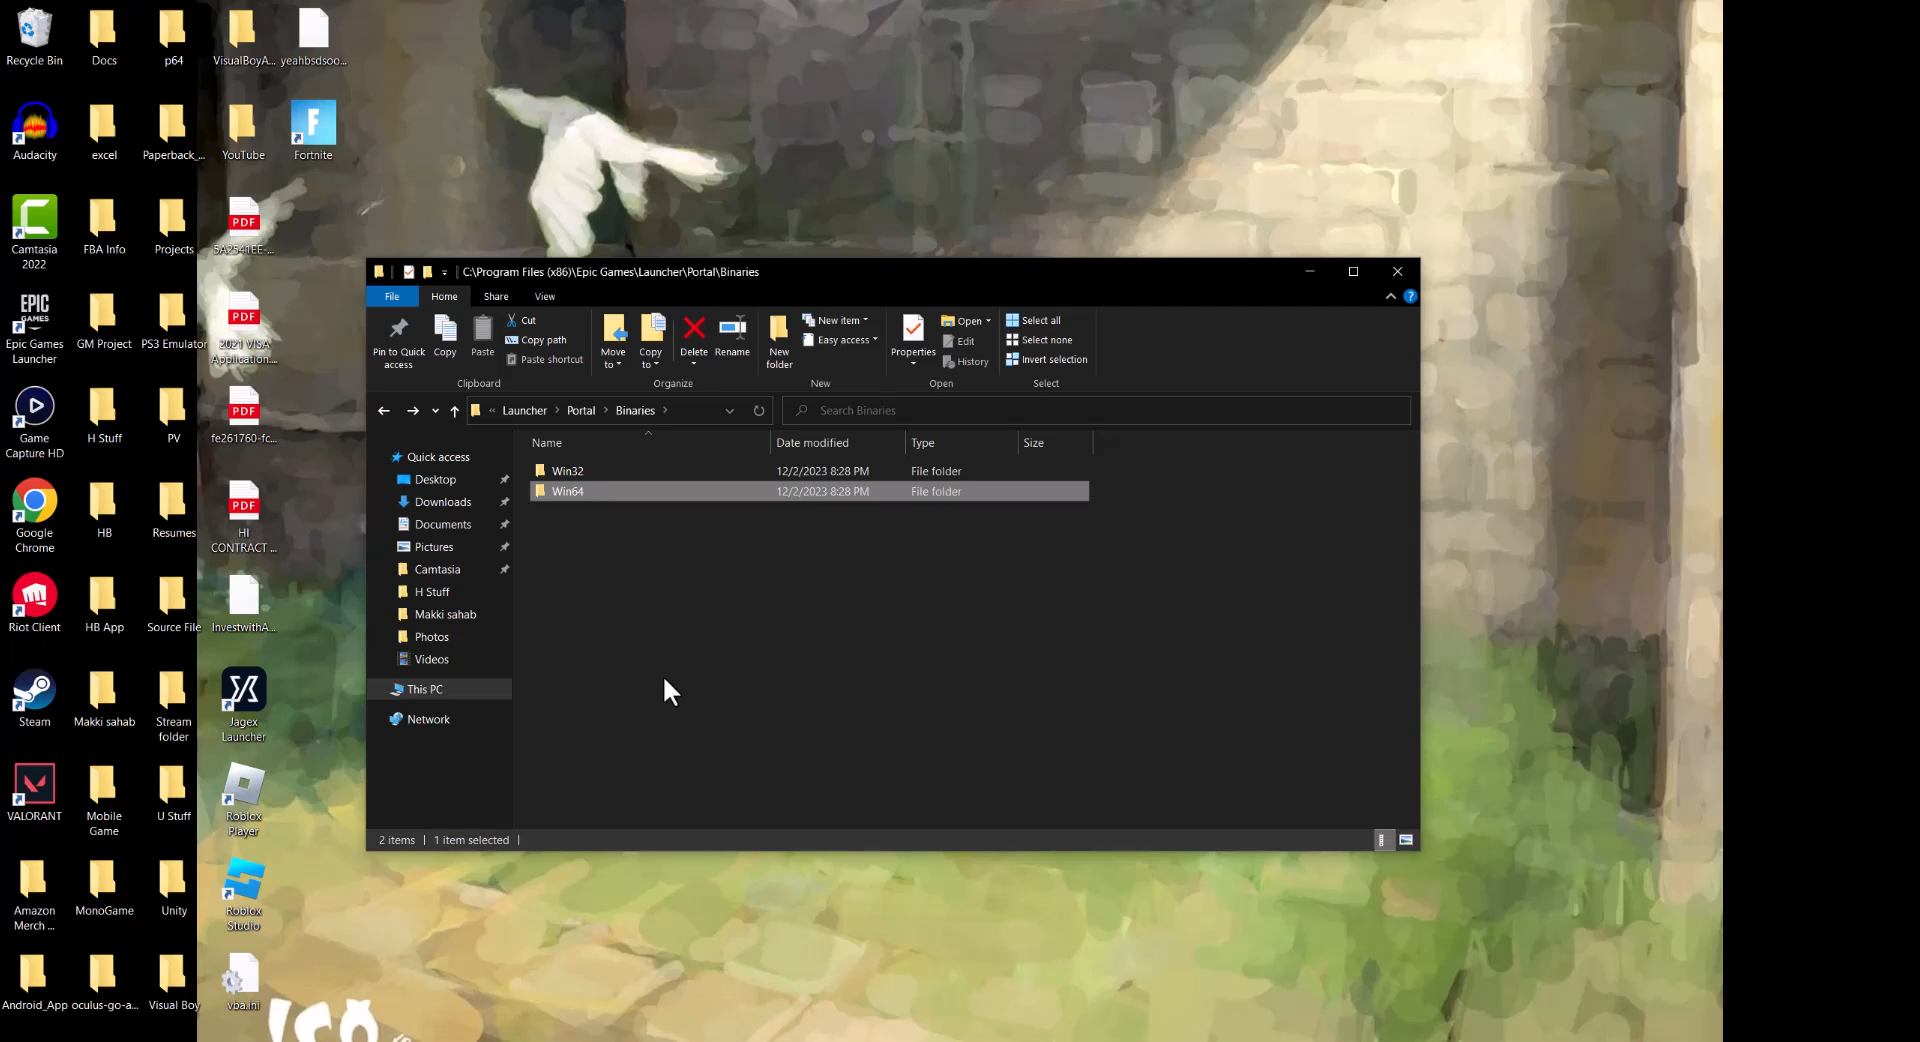 Recycle Bin
Docs
p64
VisualBoyA...
yeahbsdsoo...
Audacity
excel
Paperback_...
YouTube
F
Fortnite
Camtasia
2022
FBA Info
Projects
PDF
5A2541EE-...
EPIC
GAMES
Epic Games
Launcher
GM Project
PS3 Emulator
PDF
2021 VISA
Application...
Game
Capture HD
H Stuff
PV
PDF
fe261760-fc...
Google
Chrome
HB
Resumes
PDF
HI
CONTRACT ...
Riot Client
HB App
Source File
InvestwithA...
Steam
Makki sahab
Stream
folder
Jagex
Launcher
VALORANT
Mobile
Game
U Stuff
Roblox
Player
Amazon
Merch ...
MonoGame
Unity
Roblox
Studio
Android_App
oculus-go-a...
Visual Boy
vba.ini
C:\Program Files (x86)\Epic Games\Launcher\Portal\Binaries
File
Home
Share
View
Pin to Quick
access
Copy
Paste
Cut
Copy path
Paste shortcut
Clipboard
Move
to
Copy
to
Delete
Rename
Organize
New
folder
New item
Easy access
New
Properties
Open
Edit
History
Open
Select all
Select none
Invert selection
Select
« Launcher > Portal > Binaries >
Search Binaries
Name
Date modified
Type
Size
Win32 12/2/2023 8:28 PM File folder
Win64 12/2/2023 8:28 PM File folder
Quick access
Desktop
Downloads
Documents
Pictures
Camtasia
H Stuff
Makki sahab
Photos
Videos
This PC
Network
2 items
1 item selected
ICO